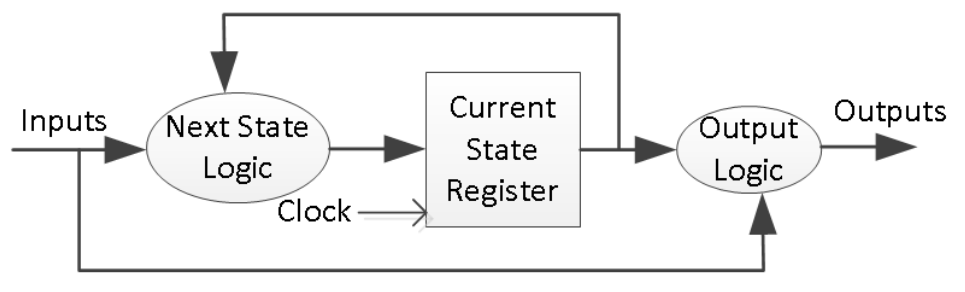 Inputs
Next State
Logic
Clock
Current
State
Register
Output
Logic
Outputs